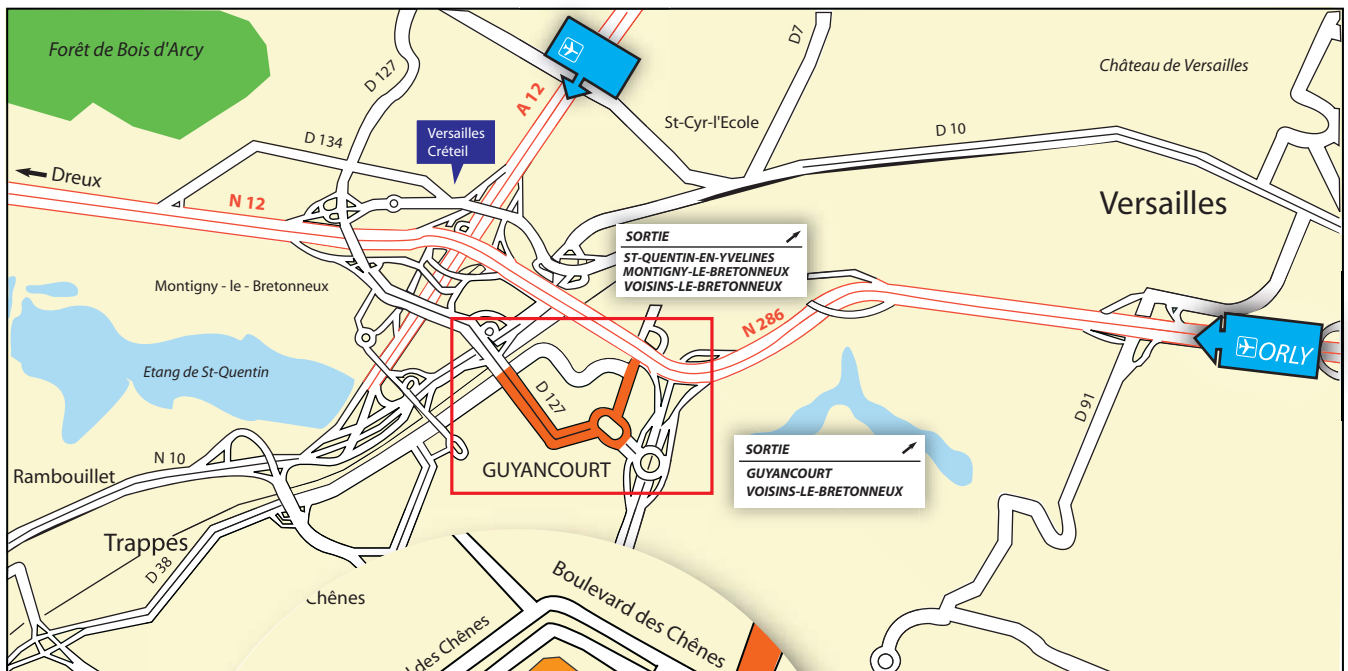 Forêt de Bois d'Arcy
D 127
A 12
D7
Château de Versailles
St-Cyr-l'Ecole
D 10
Versailles
Créteil
D 134
Dreux
N 12
Versailles
SORTIE
ST-QUENTIN-EN-YVELINES
MONTIGNY-LE-BRETONNEUX
VOISINS-LE-BRETONNEUX
Montigny - le - Bretonneux
N 286
ORLY
Etang de St-Quentin
D 127
D 91
SORTIE
GUYANCOURT
VOISINS-LE-BRETONNEUX
N 10
Rambouillet
GUYANCOURT
Trappes
D 38
Chênes
Boulevard des Chênes
des Chênes